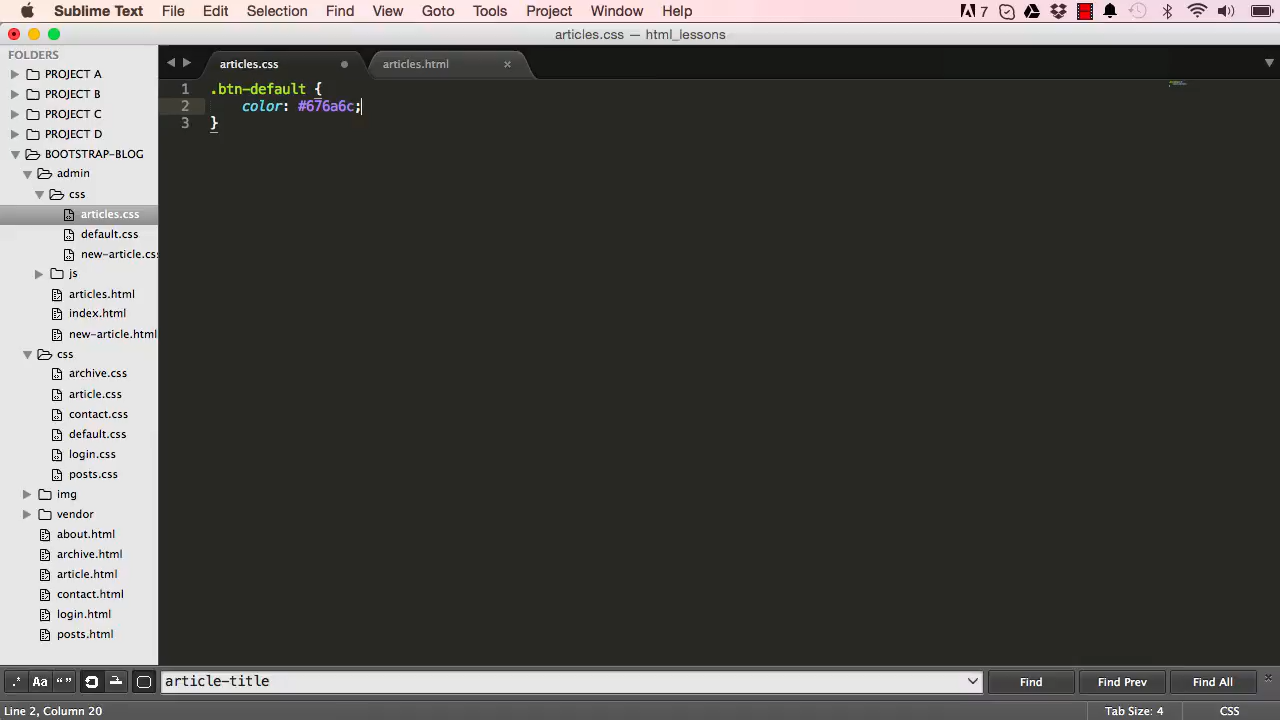 Sublime Text File Edit Selection Find View Goto Tools Project Window Help 7
articles.css — html_lessons
FOLDERS
PROJECT A
PROJECT B
PROJECT C
PROJECT D
BOOTSTRAP-BLOG
admin
css
articles.css
default.css
new-article.css
js
articles.html
index.html
new-article.html
css
archive.css
article.css
contact.css
default.css
login.css
posts.css
img
vendor
about.html
archive.html
article.html
contact.html
login.html
posts.html
articles.css articles.html ×
1 .btn-default {
2 color: #676a6c;
3 }
.* Aa “” article-title Find Find Prev Find All ×
Line 2, Column 20 Tab Size: 4 CSS